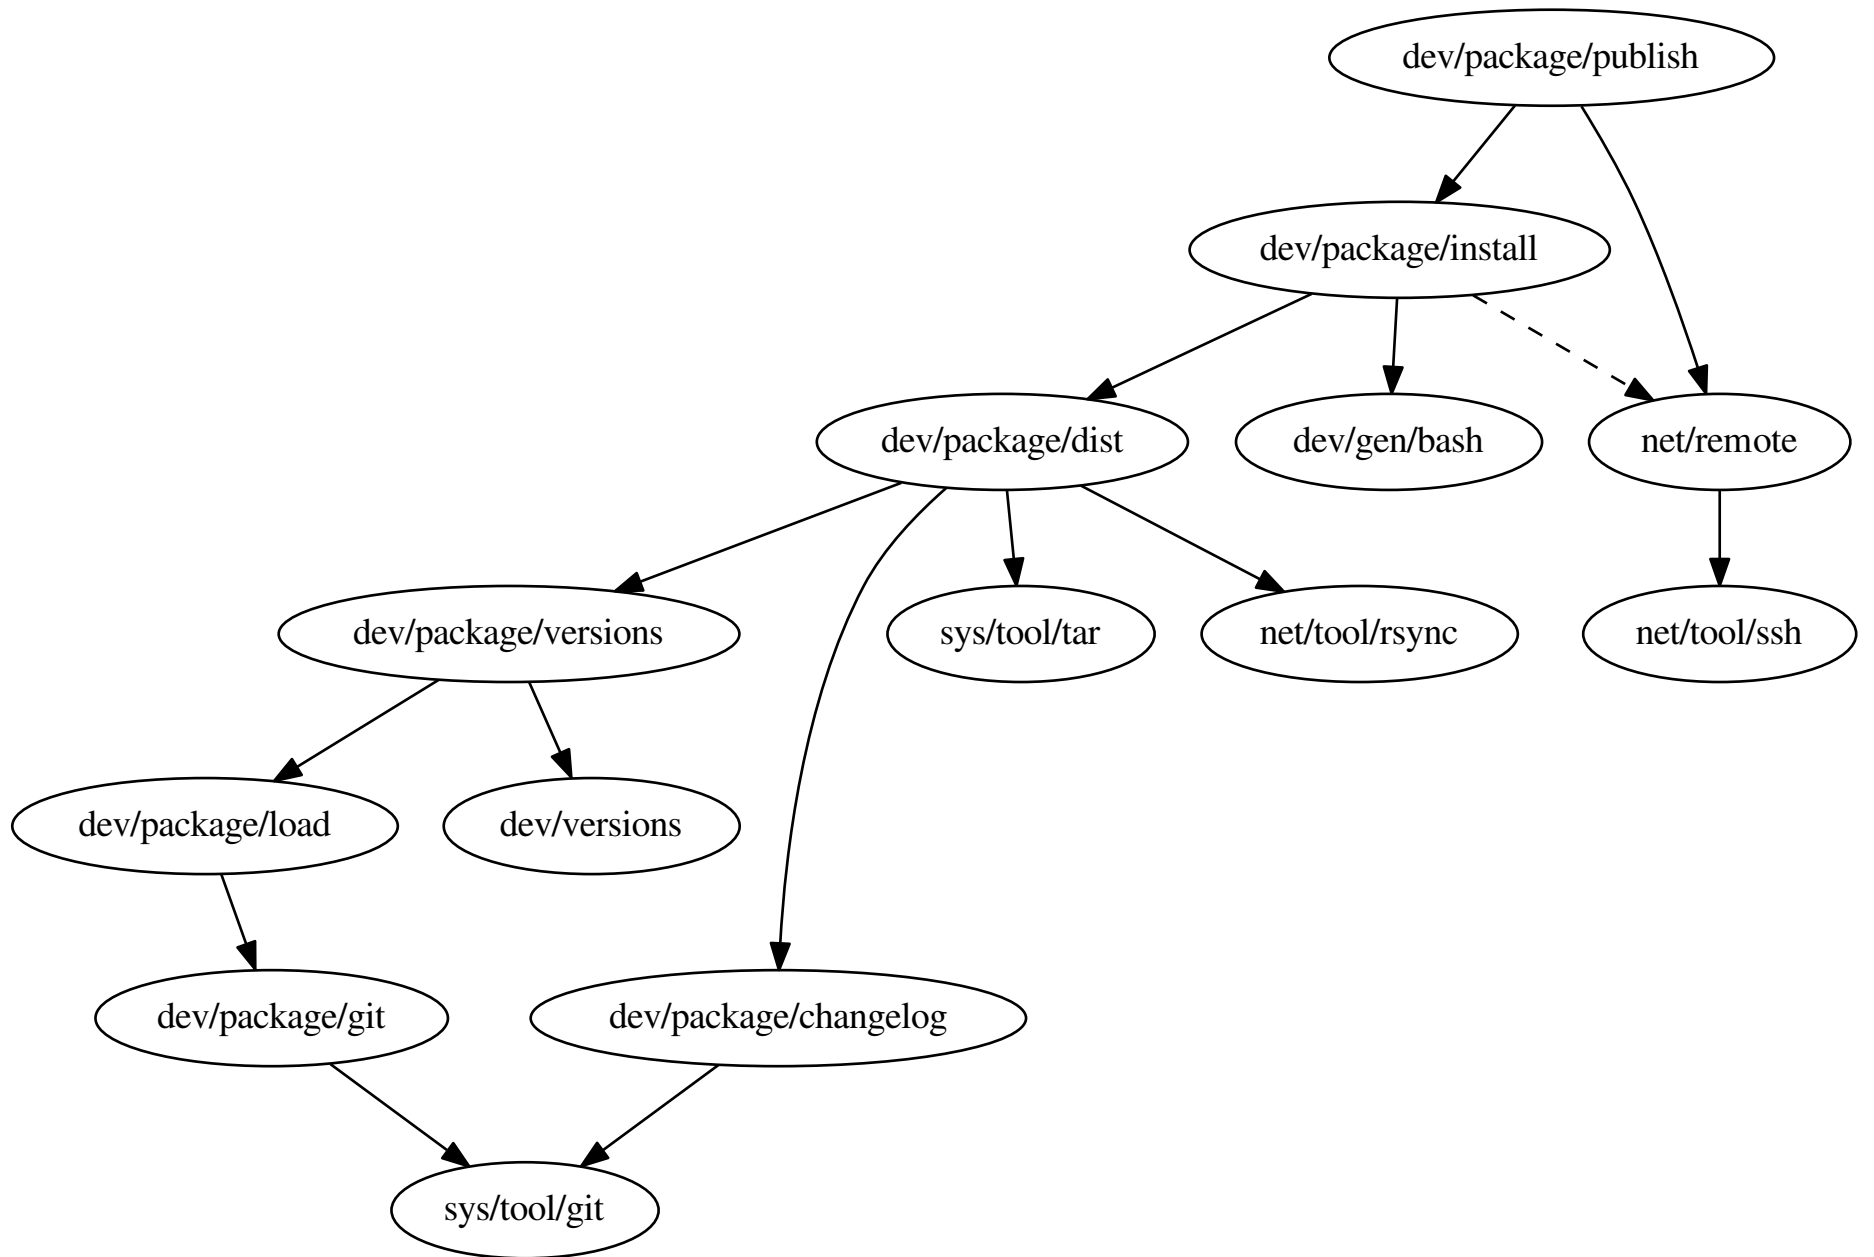 dev/package/publish
dev/package/install
dev/package/dist
dev/gen/bash
net/remote
dev/package/versions
sys/tool/tar
net/tool/rsync
net/tool/ssh
dev/package/load
dev/versions
dev/package/git
dev/package/changelog
sys/tool/git